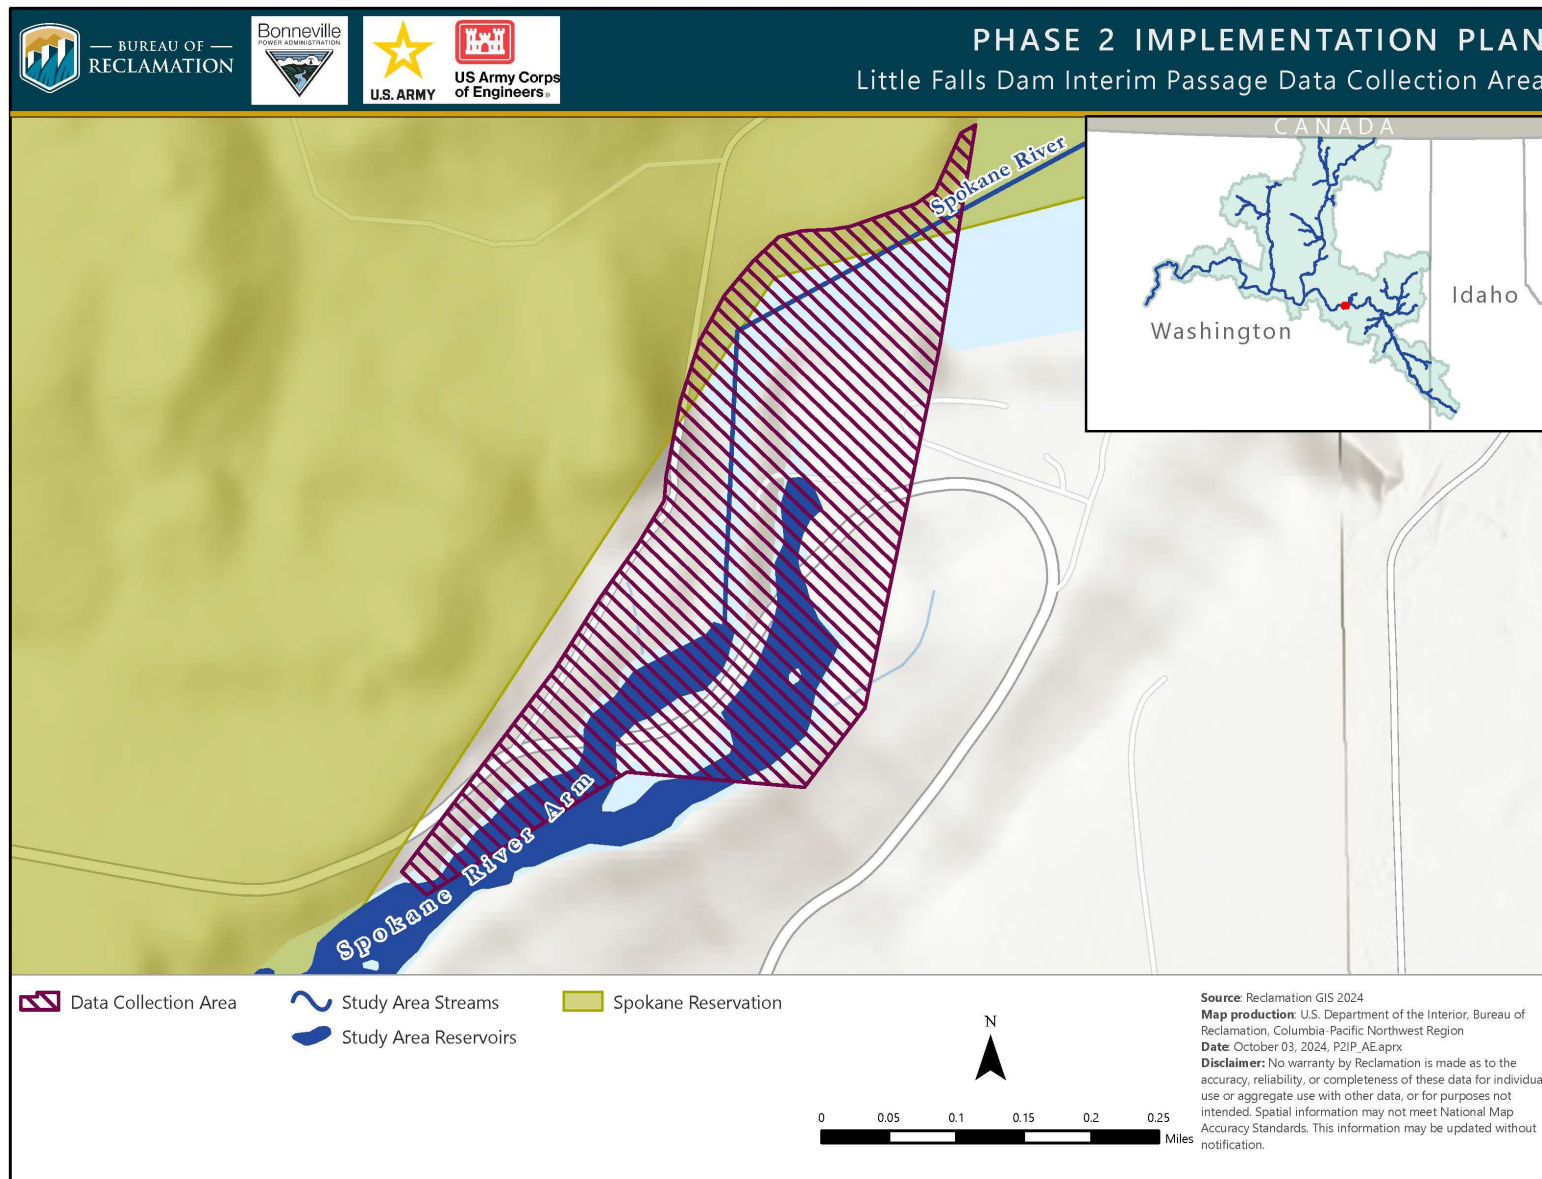 BUREAU OF
RECLAMATION
Bonneville
POWER ADMINISTRATION
U.S. ARMY
US Army Corps
of Engineers®
PHASE 2 IMPLEMENTATION PLAN
Little Falls Dam Interim Passage Data Collection Area
CANADA
Washington
Idaho
Spokane River
Spokane River Arm
Data Collection Area
Study Area Streams
Study Area Reservoirs
Spokane Reservation
N
0 0.05 0.1 0.15 0.2 0.25
Miles
Source: Reclamation GIS 2024
Map production: U.S. Department of the Interior, Bureau of
Reclamation, Columbia-Pacific Northwest Region
Date: October 03, 2024, P2IP_AE.aprx
Disclaimer: No warranty by Reclamation is made as to the
accuracy, reliability, or completeness of these data for individua
use or aggregate use with other data, or for purposes not
intended. Spatial information may not meet National Map
Accuracy Standards. This information may be updated without
notification.